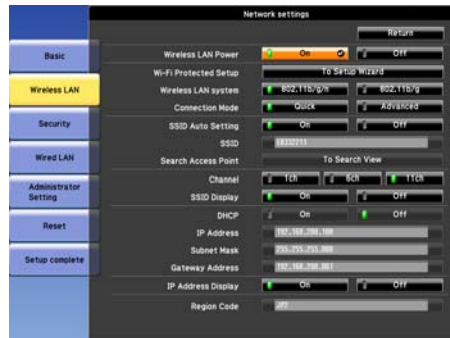 Network settings
Return
Basic
Wireless LAN
Security
Wired LAN
Administrator Setting
Reset
Setup complete
Wireless LAN Power On Off
Wi-Fi Protected Setup To Setup Wizard
Wireless LAN system 802.11b/g/n 802.11b/g
Connection Mode Quick Advanced
SSID Auto Setting On Off
SSID
Search Access Point To Search View
Channel 1ch 6ch 11ch
SSID Display On Off
DHCP On Off
IP Address
Subnet Mask
Gateway Address
IP Address Display On Off
Region Code